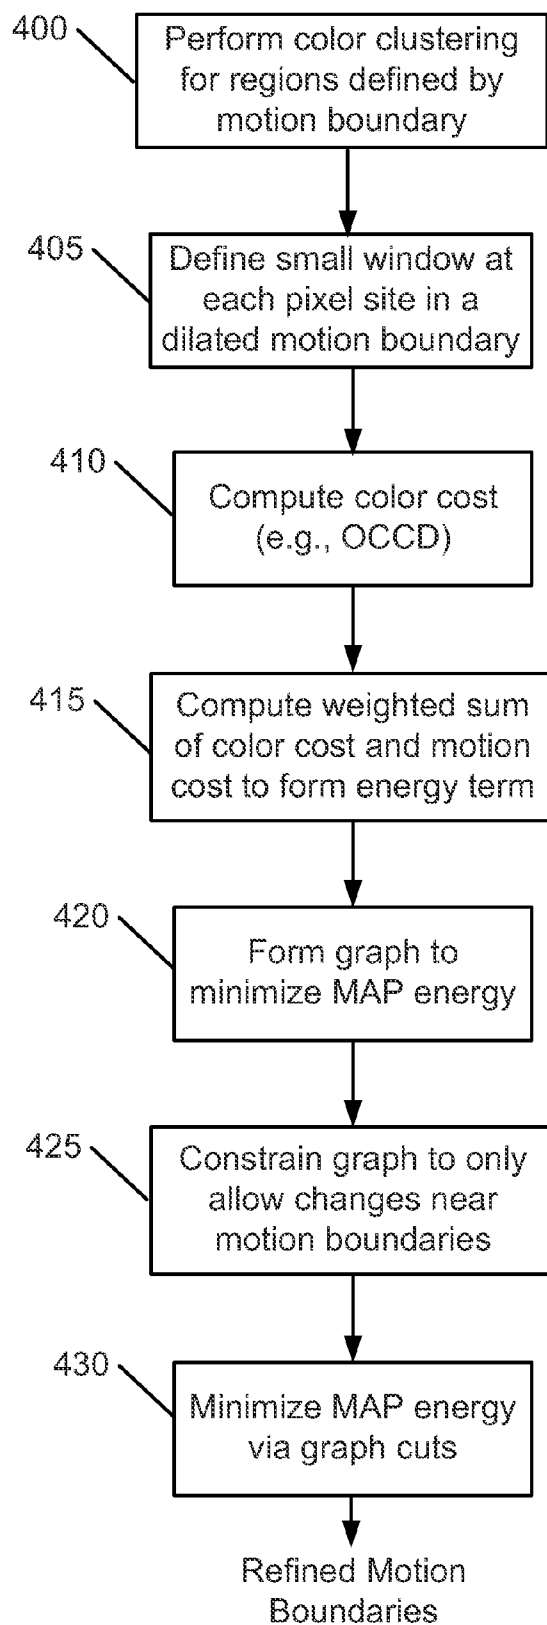 400
Perform color clustering
for regions defined by
motion boundary
405
Define small window at
each pixel site in a
dilated motion boundary
410
Compute color cost
(e.g., OCCD)
415
Compute weighted sum
of color cost and motion
cost to form energy term
420
Form graph to
minimize MAP energy
425
Constrain graph to only
allow changes near
motion boundaries
430
Minimize MAP energy
via graph cuts
Refined Motion
Boundaries